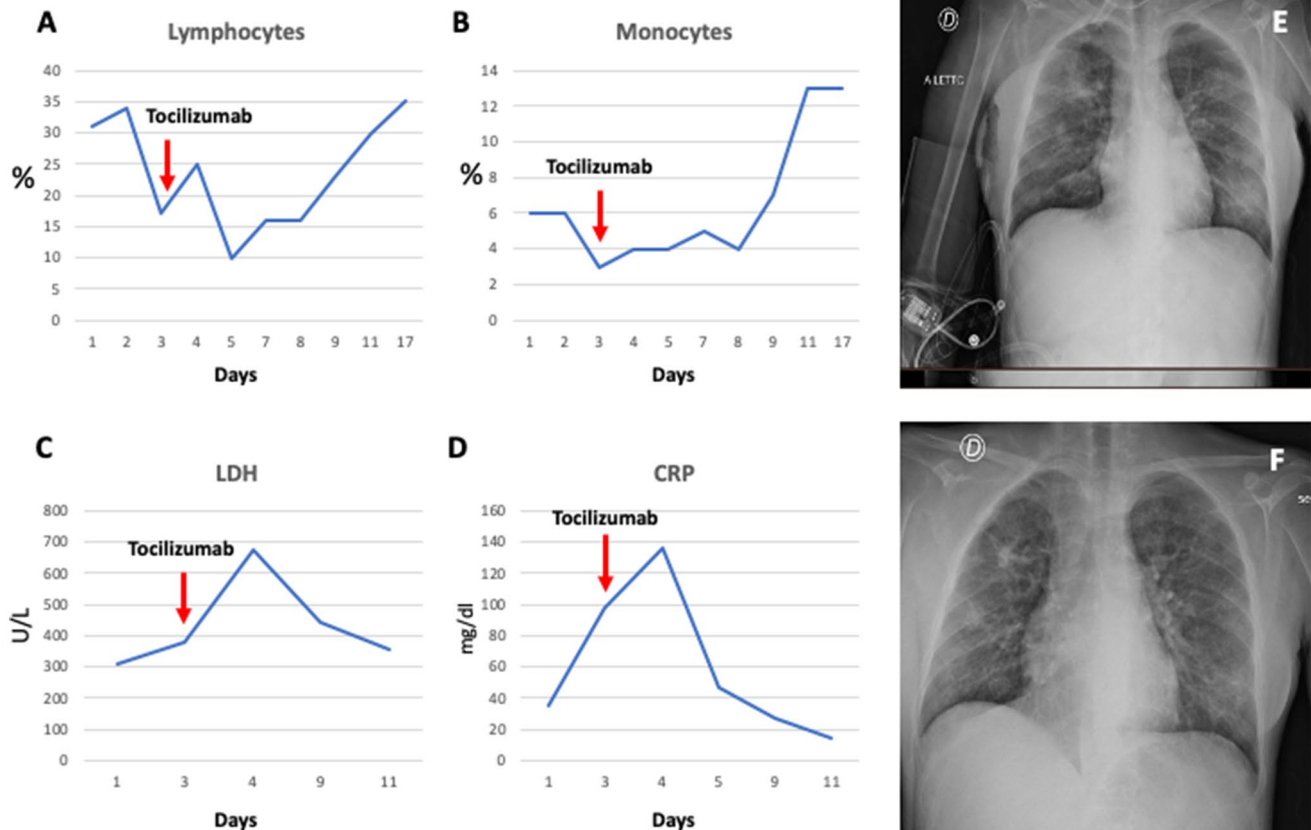 A
Lymphocytes
40
35
30
25
20
15
10
5
0
%
Tocilizumab
1 2 3 4 5 7 8 9 11 17
Days
B
Monocytes
14
12
10
8
6
4
2
0
%
Tocilizumab
1 2 3 4 5 7 8 9 11 17
Days
D
E
A LETTO
C
LDH
800
700
600
500
400
300
200
100
0
U/L
Tocilizumab
1 3 4 9 11
Days
D
CRP
160
140
120
100
80
60
40
20
0
mg/dl
Tocilizumab
1 3 4 5 9 11
Days
D
F